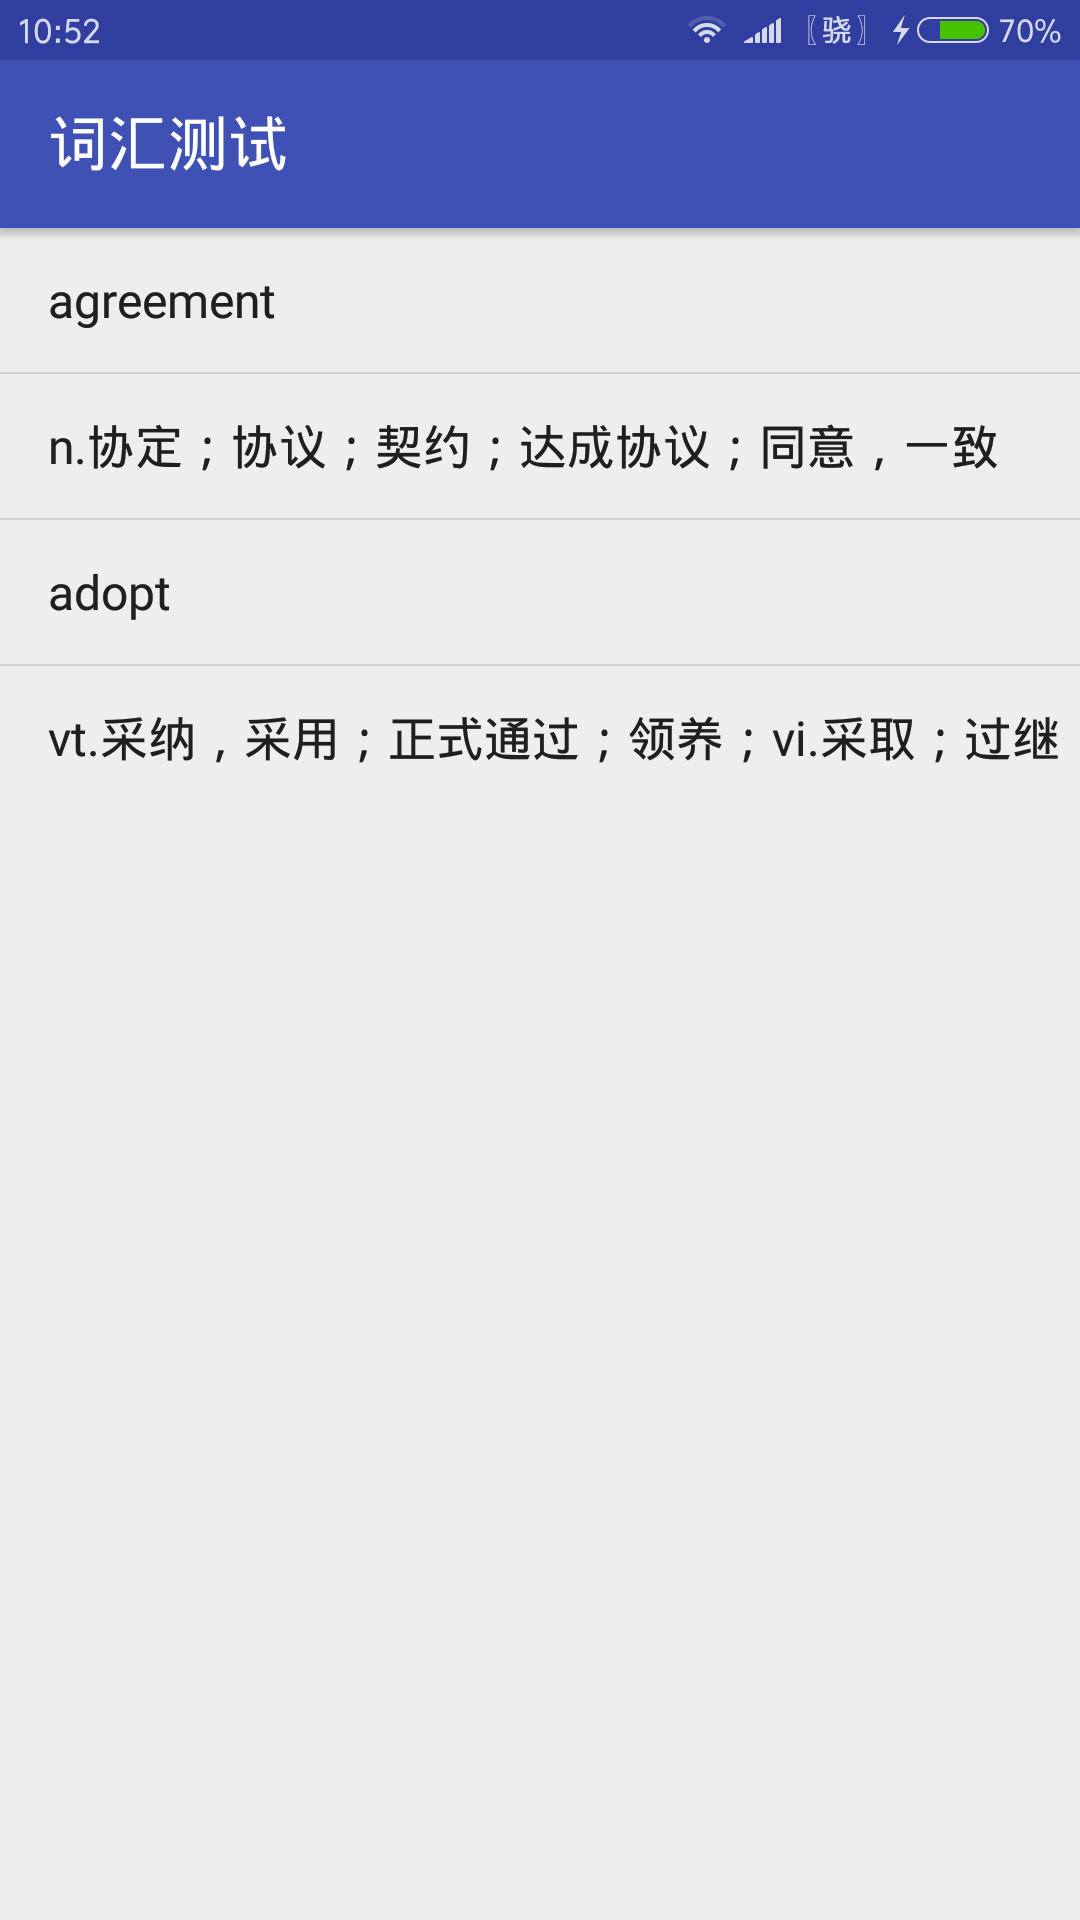 10:52 〖骁〗 70%
词汇测试
agreement
n.协定；协议；契约；达成协议；同意，一致
adopt
vt.采纳，采用；正式通过；领养；vi.采取；过继